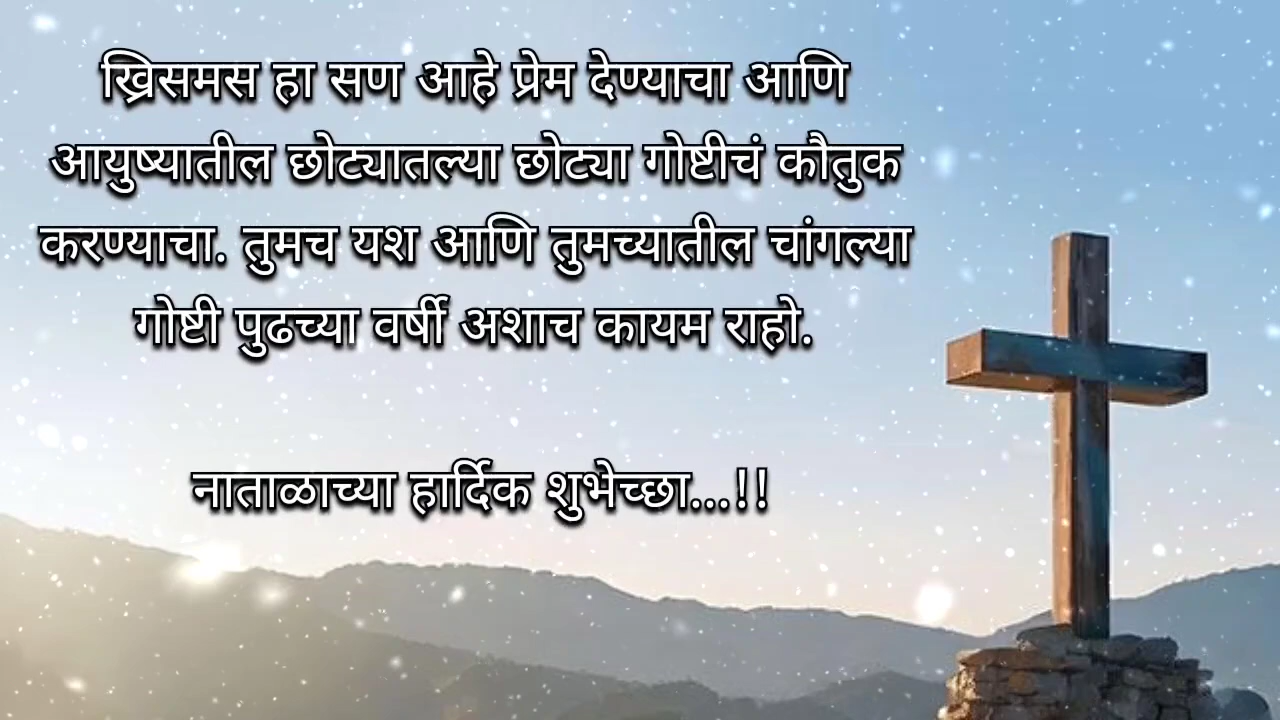 ख्रिसमस हा सण आहे प्रेम देण्याचा आणि
आयुष्यातील छोट्यातल्या छोट्या गोष्टीचं कौतुक
करण्याचा. तुमच यश आणि तुमच्यातील चांगल्या
गोष्टी पुढच्या वर्षी अशाच कायम राहो.
नाताळाच्या हार्दिक शुभेच्छा...!!